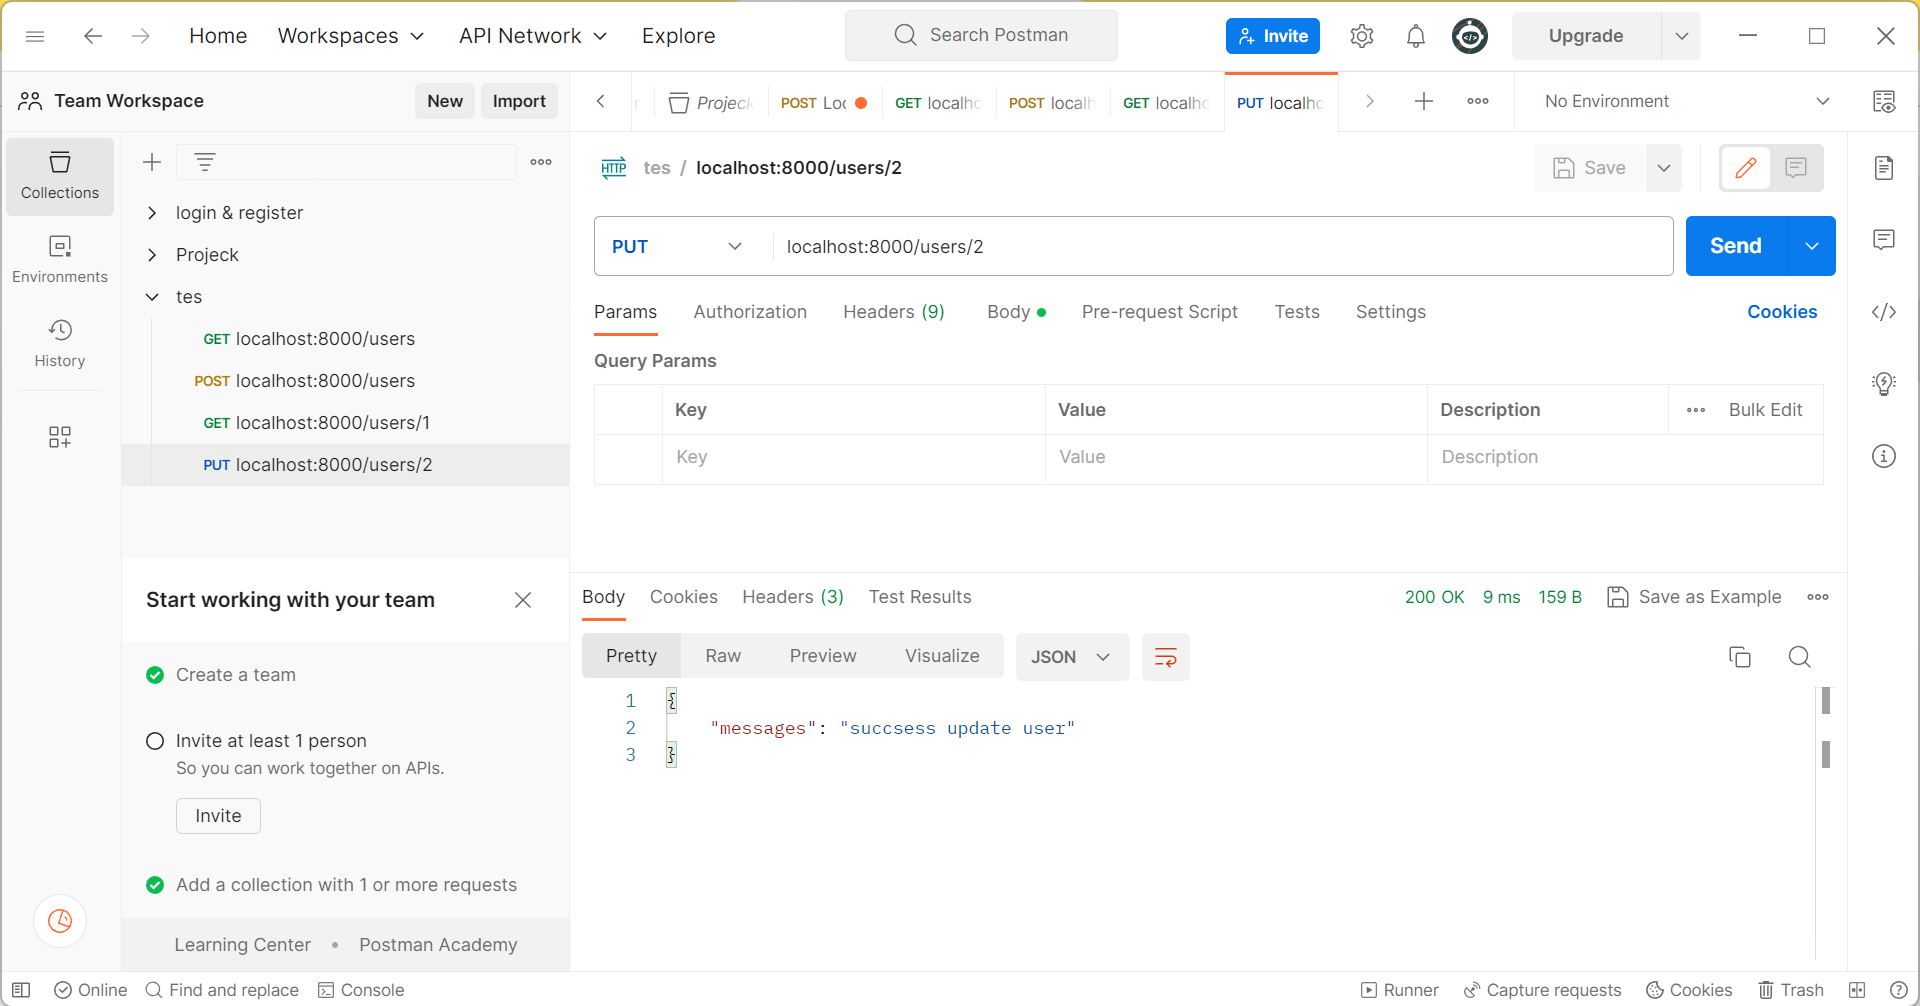 Home Workspaces API Network Explore Search Postman Invite Upgrade
Team Workspace New Import
Projeck POST Loc GET localho POST localh GET localho PUT localho No Environment
Collections
Environments
History
login & register
Projeck
tes
GET localhost:8000/users
POST localhost:8000/users
GET localhost:8000/users/1
PUT localhost:8000/users/2
Start working with your team
Create a team
Invite at least 1 person
So you can work together on APIs.
Invite
Add a collection with 1 or more requests
Learning Center • Postman Academy
HTTP tes / localhost:8000/users/2 Save
PUT localhost:8000/users/2 Send
Params Authorization Headers (9) Body Pre-request Script Tests Settings Cookies
Query Params
Key Value Description Bulk Edit
Key Value Description
Body Cookies Headers (3) Test Results 200 OK 9 ms 159 B Save as Example
Pretty Raw Preview Visualize JSON
1 {
2 "messages": "succsess update user"
3 }
Online Find and replace Console Runner Capture requests Cookies Trash